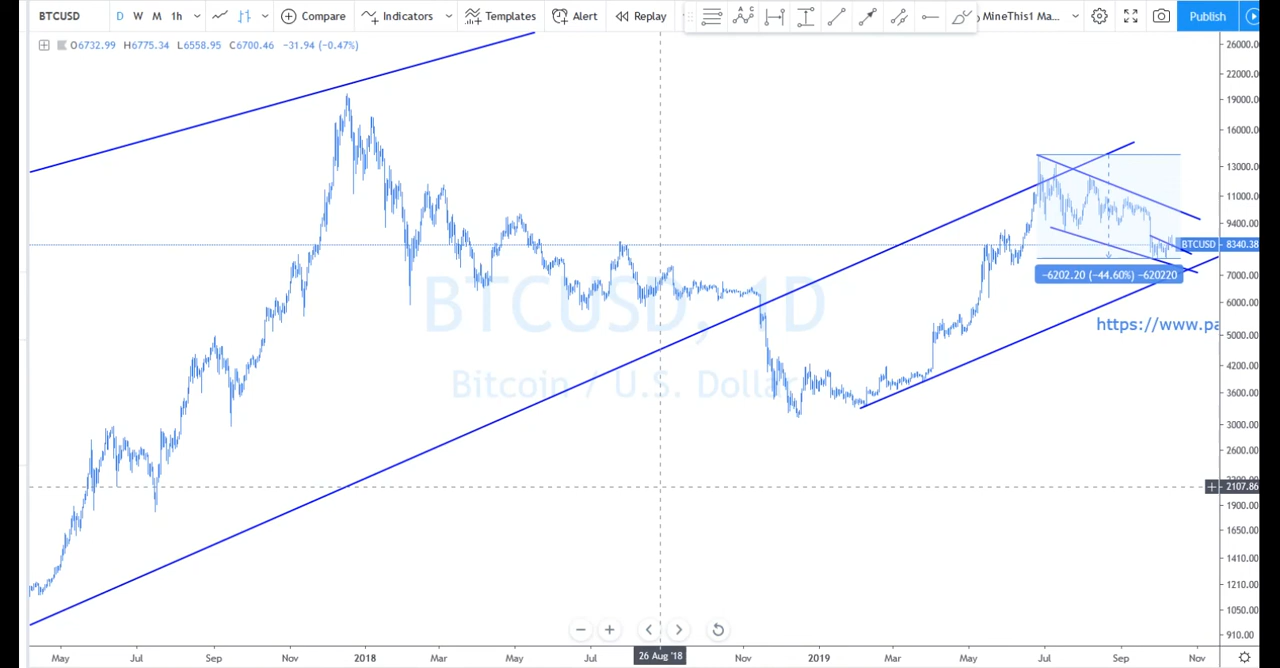 BTCUSD D W M 1h Compare Indicators Templates Alert Replay MineThis1 Ma... Publish
O6732.99 H6775.34 L6558.95 C6700.46 −31.94 (−0.47%)
26000.00
22000.00
19000.00
16000.00
13000.00
11000.00
9400.00
BTCUSD 8340.38
−6202.20 (−44.60%) −620220
7000.00
BTCUSD, 1D
6000.00
https://www.pa
5000.00
Bitcoin / U.S. Dollar
4200.00
3600.00
3000.00
2600.00
2107.86
1900.00
1650.00
1410.00
1210.00
1050.00
910.00
May Jul Sep Nov 2018 Mar May Jul 26 Aug '18 Nov 2019 Mar May Jul Sep Nov